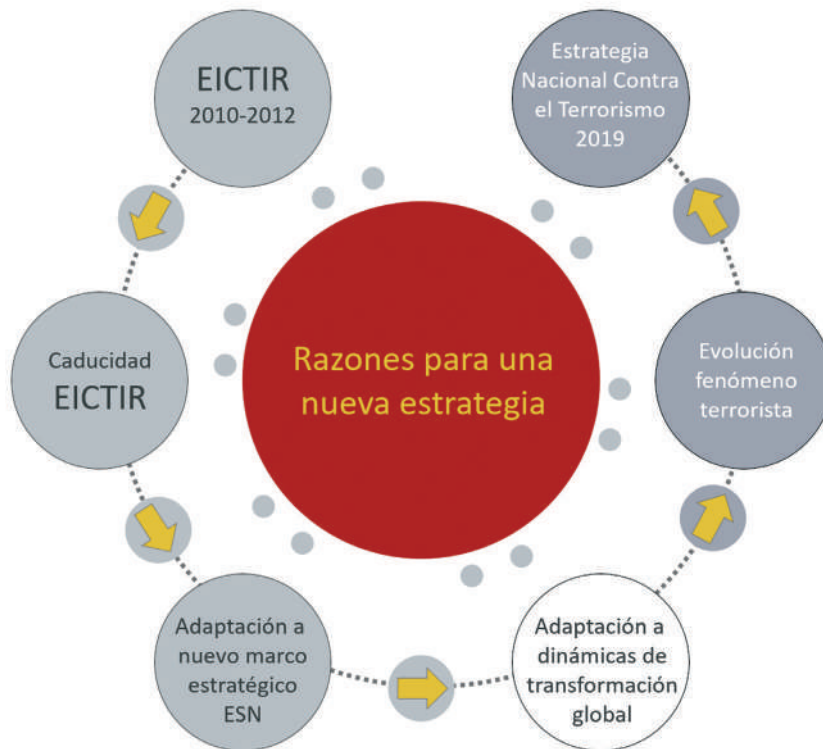 EICTIR
2010-2012
Caducidad
EICTIR
Adaptación a
nuevo marco
estratégico
ESN
Adaptación a
dinámicas de
transformación
global
Evolución
fenómeno
terrorista
Estrategia
Nacional Contra
el Terrorismo
2019
Razones para una
nueva estrategia